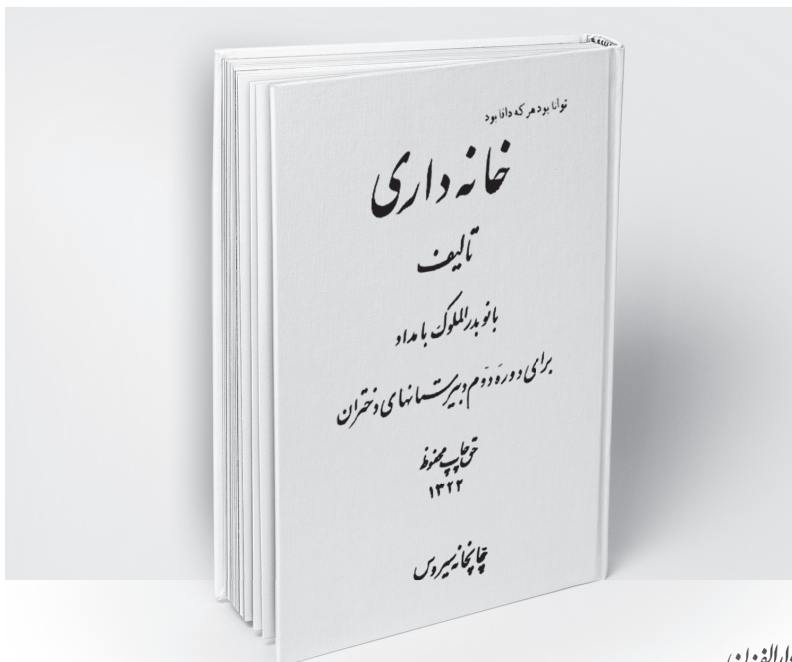 توانا بود هر که دانا بود
خانه داری
تألیف
بانو بدرالملوک بامداد
برای دورهٔ دوم دبیرستانهای دختران
حق چاپ محفوظ
۱۳۲۲
چاپخانه سیروس